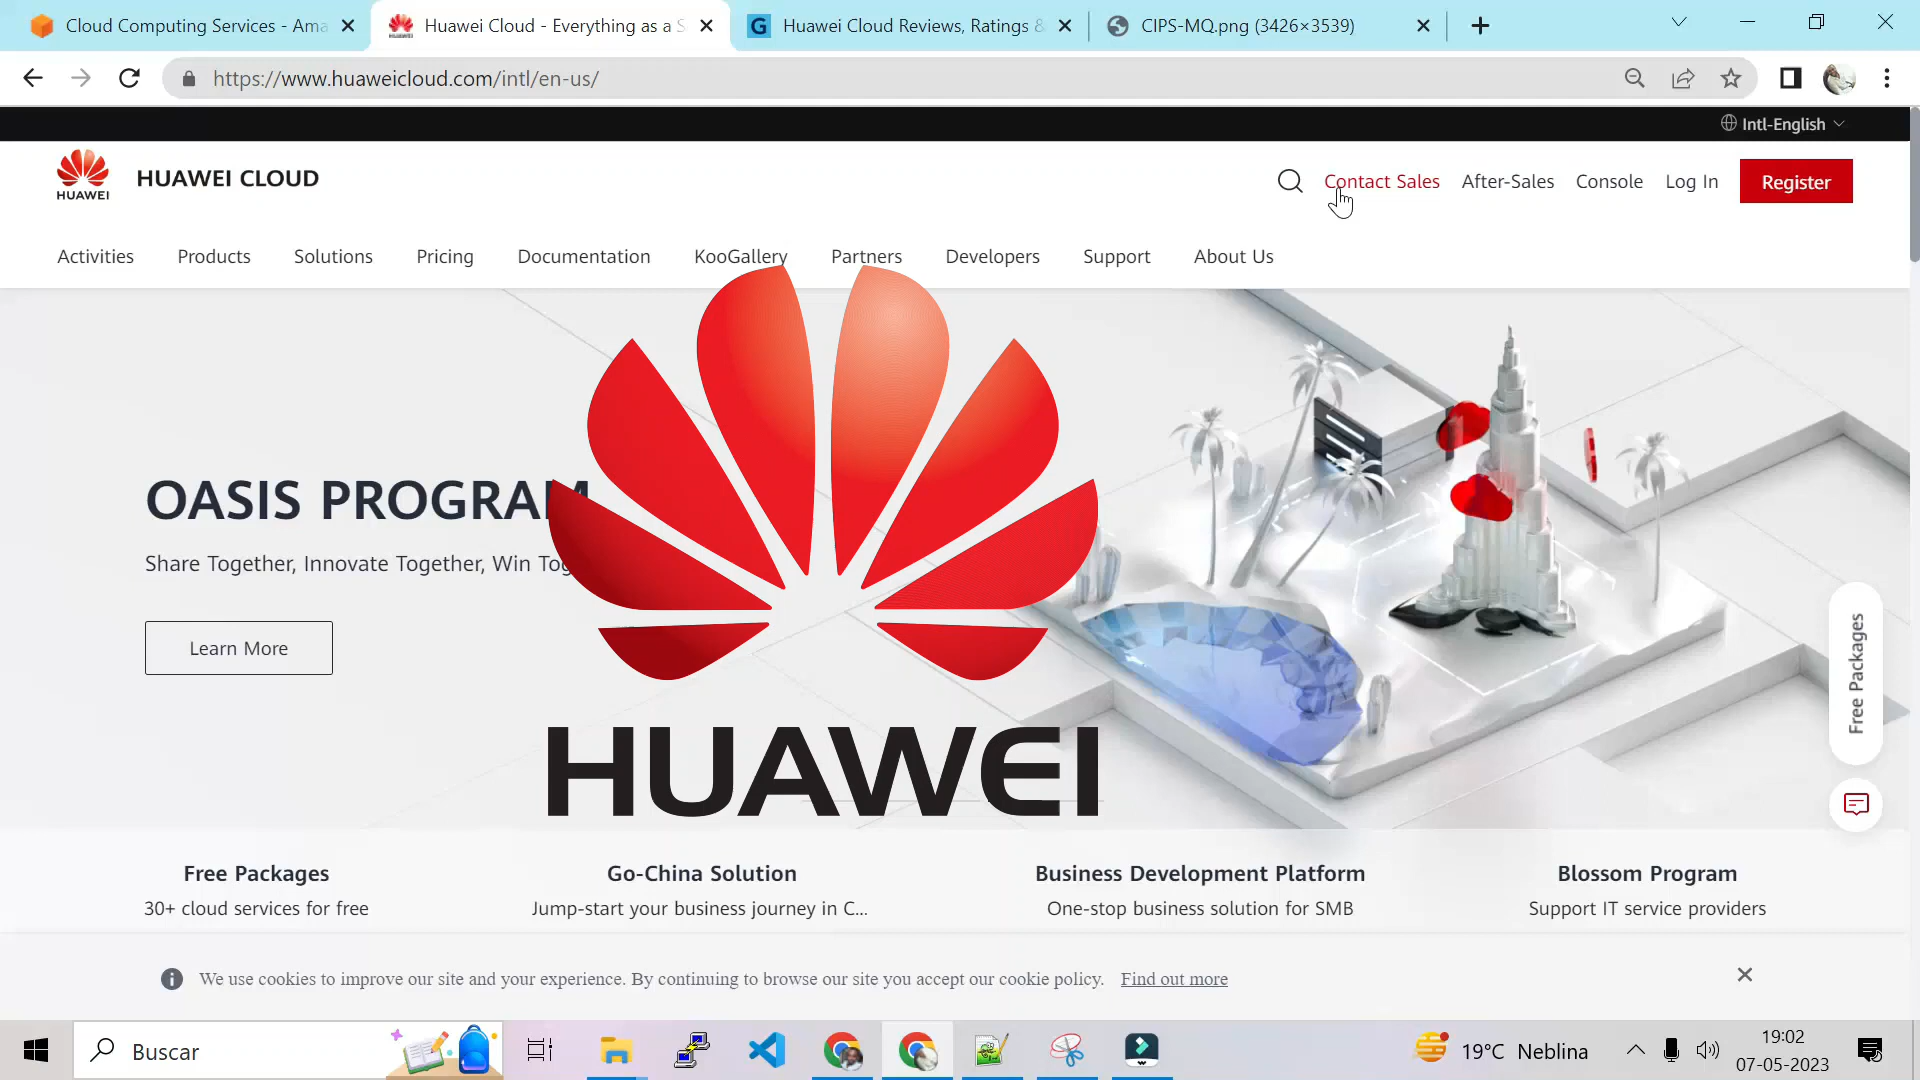 Cloud Computing Services - Ama
Huawei Cloud - Everything as a S
Huawei Cloud Reviews, Ratings &
CIPS-MQ.png (3426×3539)
https://www.huaweicloud.com/intl/en-us/
Intl-English
HUAWEI
HUAWEI CLOUD
Contact Sales
After-Sales
Console
Log In
Register
Activities
Products
Solutions
Pricing
Documentation
KooGallery
Partners
Developers
Support
About Us
OASIS PROGRAM
Share Together, Innovate Together, Win Tog
Learn More
HUAWEI
Free Packages
Free Packages
30+ cloud services for free
Go-China Solution
Jump-start your business journey in C...
Business Development Platform
One-stop business solution for SMB
Blossom Program
Support IT service providers
We use cookies to improve our site and your experience. By continuing to browse our site you accept our cookie policy. Find out more
Buscar
19°C Neblina
19:02
07-05-2023